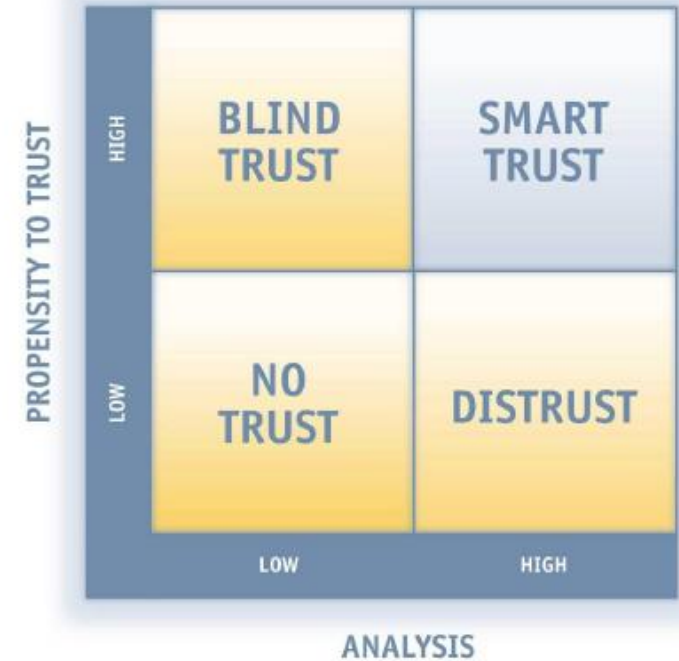 PROPENSITY TO TRUST
HIGH
BLIND
TRUST
SMART
TRUST
LOW
NO
TRUST
DISTRUST
LOW
HIGH
ANALYSIS